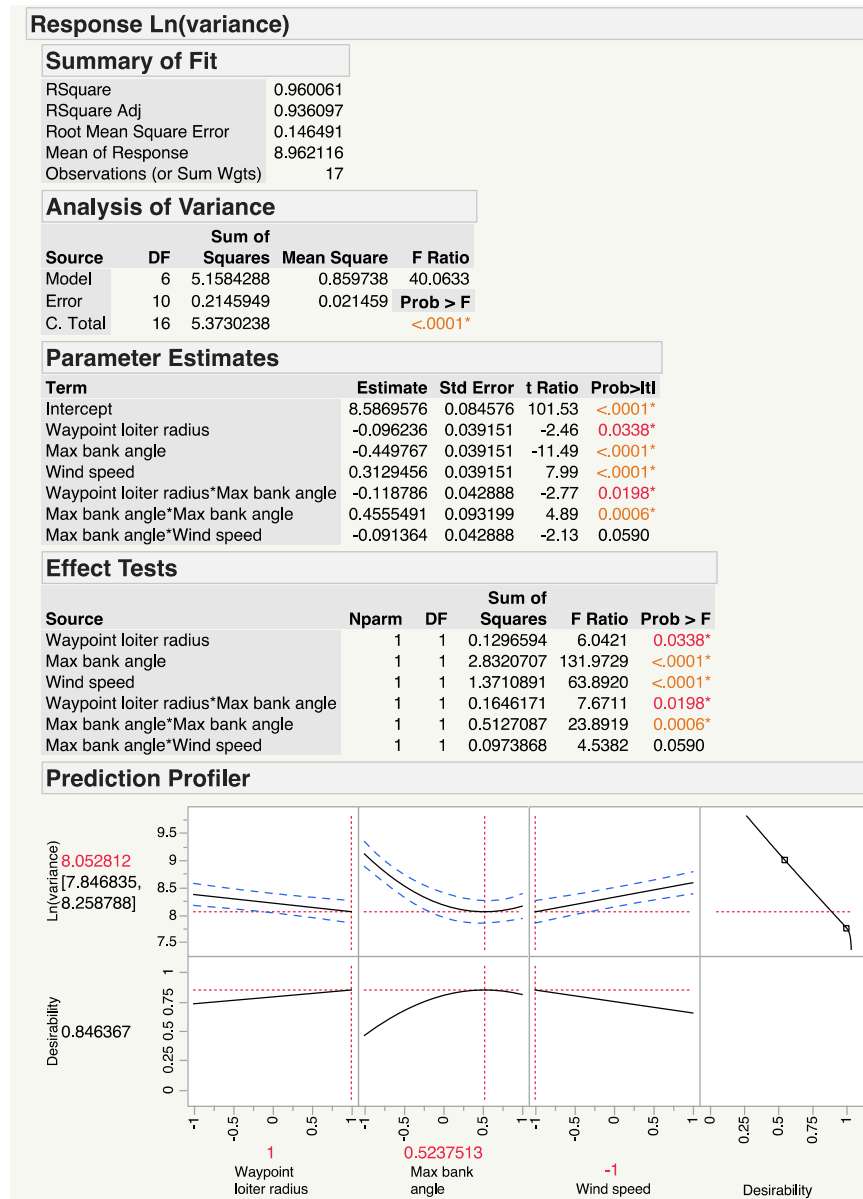 Response Ln(variance)
Summary of Fit
RSquare 0.960061
RSquare Adj 0.936097
Root Mean Square Error 0.146491
Mean of Response 8.962116
Observations (or Sum Wgts) 17
Analysis of Variance
Sum of
Source DF Squares Mean Square F Ratio
Model 6 5.1584288 0.859738 40.0633
Error 10 0.2145949 0.021459 Prob > F
C. Total 16 5.3730238 <.0001*
Parameter Estimates
Term Estimate Std Error t Ratio Prob>|t|
Intercept 8.5869576 0.084576 101.53 <.0001*
Waypoint loiter radius -0.096236 0.039151 -2.46 0.0338*
Max bank angle -0.449767 0.039151 -11.49 <.0001*
Wind speed 0.3129456 0.039151 7.99 <.0001*
Waypoint loiter radius*Max bank angle -0.118786 0.042888 -2.77 0.0198*
Max bank angle*Max bank angle 0.4555491 0.093199 4.89 0.0006*
Max bank angle*Wind speed -0.091364 0.042888 -2.13 0.0590
Effect Tests
Sum of
Source Nparm DF Squares F Ratio Prob > F
Waypoint loiter radius 1 1 0.1296594 6.0421 0.0338*
Max bank angle 1 1 2.8320707 131.9729 <.0001*
Wind speed 1 1 1.3710891 63.8920 <.0001*
Waypoint loiter radius*Max bank angle 1 1 0.1646171 7.6711 0.0198*
Max bank angle*Max bank angle 1 1 0.5127087 23.8919 0.0006*
Max bank angle*Wind speed 1 1 0.0973868 4.5382 0.0590
Prediction Profiler
Ln(variance)
8.052812
[7.846835,
8.258788]
9.5
9
8.5
8
7.5
Desirability
0.846367
1
0.75
0.5
0.25
0
-1 -0.5 0 0.5 1 -1 -0.5 0 0.5 1 -1 -0.5 0 0.5 1 0 0.25 0.5 0.75 1
1
Waypoint
loiter radius
0.5237513
Max bank
angle
-1
Wind speed
Desirability